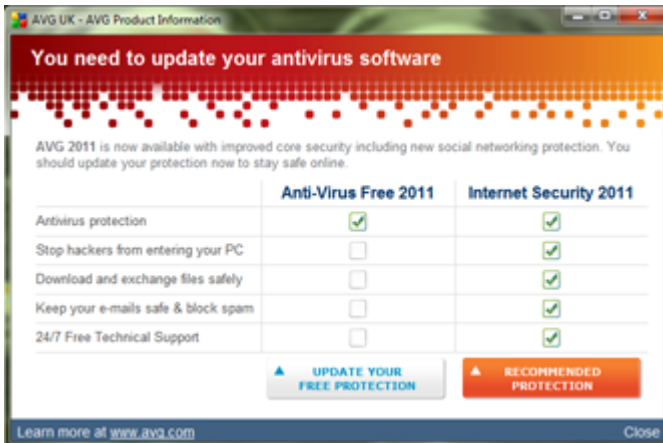 AVG UK - AVG Product Information
You need to update your antivirus software
AVG 2011 is now available with improved core security including new social networking protection. You
should update your protection now to stay safe online.
Anti-Virus Free 2011 Internet Security 2011
Antivirus protection
Stop hackers from entering your PC
Download and exchange files safely
Keep your e-mails safe & block spam
24/7 Free Technical Support
UPDATE YOUR
FREE PROTECTION
RECOMMENDED
PROTECTION
Learn more at www.avg.com Close